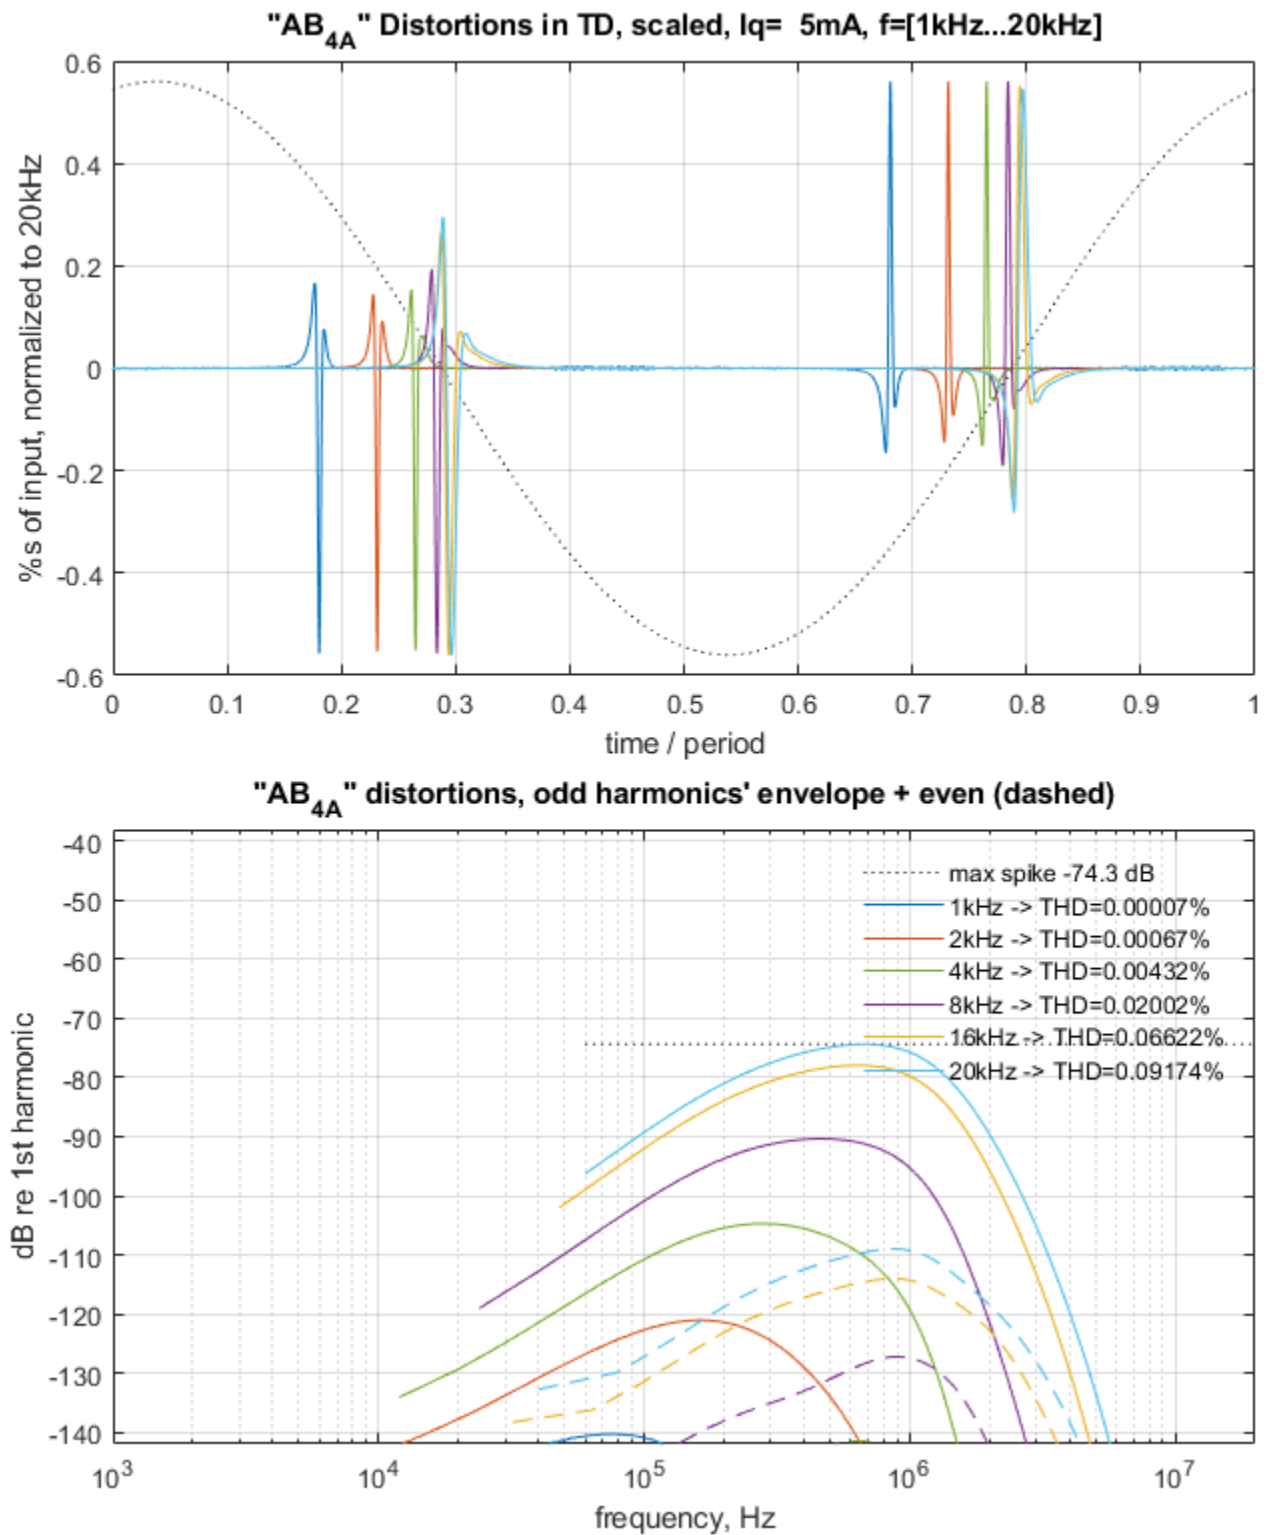 "AB4A" Distortions in TD, scaled, Iq=  5mA, f=[1kHz...20kHz]
%s of input, normalized to 20kHz
0.6
0.4
0.2
0
-0.2
-0.4
-0.6
0 0.1 0.2 0.3 0.4 0.5 0.6 0.7 0.8 0.9 1
time / period
"AB4A" distortions, odd harmonics' envelope + even (dashed)
dB re 1st harmonic
-40
-50
-60
-70
-80
-90
-100
-110
-120
-130
-140
max spike -74.3 dB
1kHz -> THD=0.00007%
2kHz -> THD=0.00067%
4kHz -> THD=0.00432%
8kHz -> THD=0.02002%
16kHz -> THD=0.06622%
20kHz -> THD=0.09174%
10^3 10^4 10^5 10^6 10^7
frequency, Hz